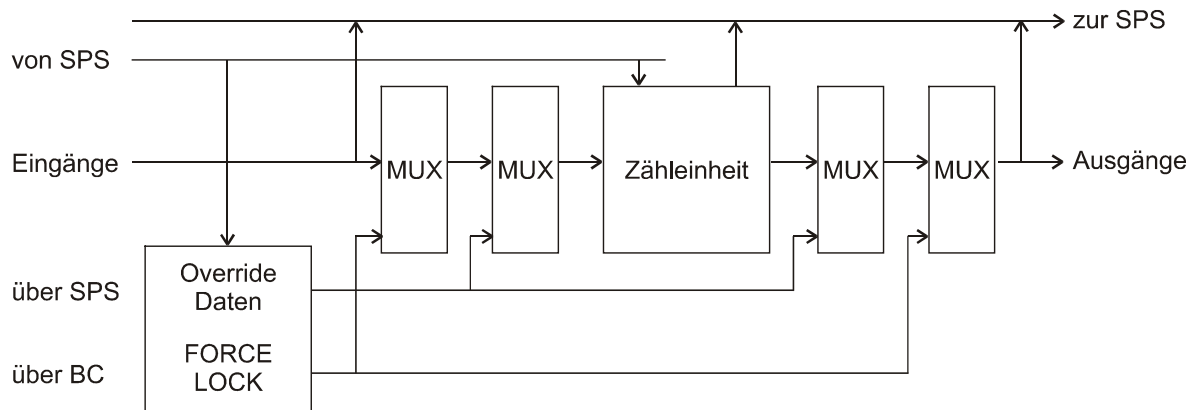 zur SPS
von SPS
Eingänge
MUX
MUX
Zähleinheit
MUX
MUX
Ausgänge
Override
Daten
über SPS
FORCE
LOCK
über BC